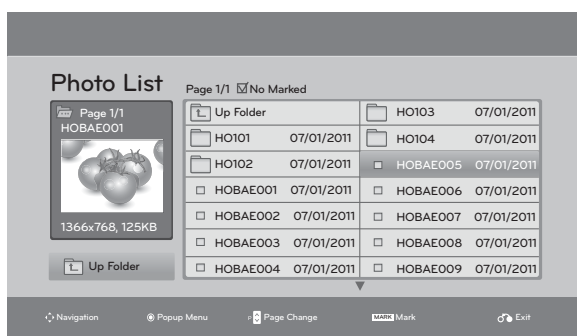 Photo List
Page 1/1 No Marked
Page 1/1
HOBAE001
1366x768, 125KB
Up Folder
Up Folder HO103 07/01/2011
HO101 07/01/2011 HO104 07/01/2011
HO102 07/01/2011 HOBAE005 07/01/2011
HOBAE001 07/01/2011 HOBAE006 07/01/2011
HOBAE002 07/01/2011 HOBAE007 07/01/2011
HOBAE003 07/01/2011 HOBAE008 07/01/2011
HOBAE004 07/01/2011 HOBAE009 07/01/2011
Navigation Popup Menu P Page Change MARK Mark Exit